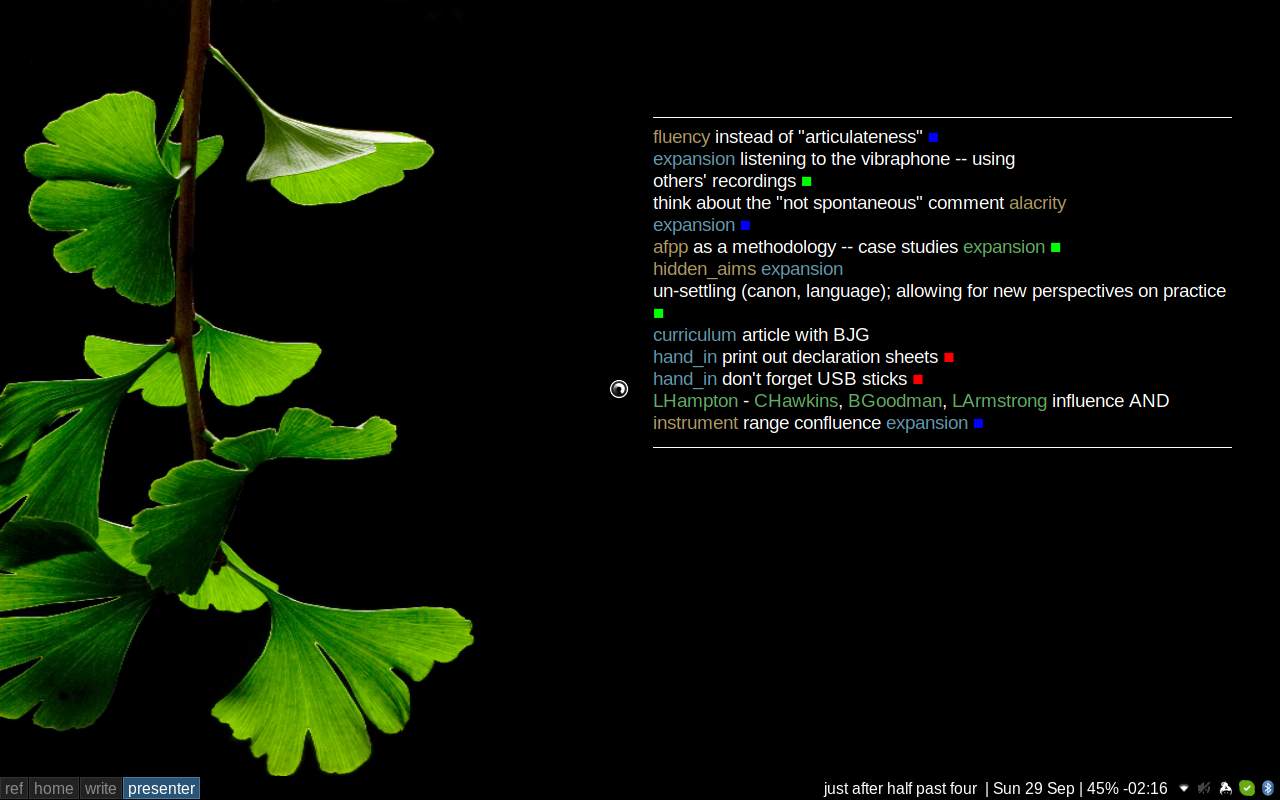 fluency instead of "articulateness"
expansion listening to the vibraphone -- using
others' recordings
think about the "not spontaneous" comment alacrity
expansion
afpp as a methodology -- case studies expansion
hidden_aims expansion
un-settling (canon, language); allowing for new perspectives on practice
curriculum article with BJG
hand_in print out declaration sheets
hand_in don't forget USB sticks
LHampton - CHawkins, BGoodman, LArmstrong influence AND
instrument range confluence expansion
ref home write presenter
just after half past four | Sun 29 Sep | 45% -02:16